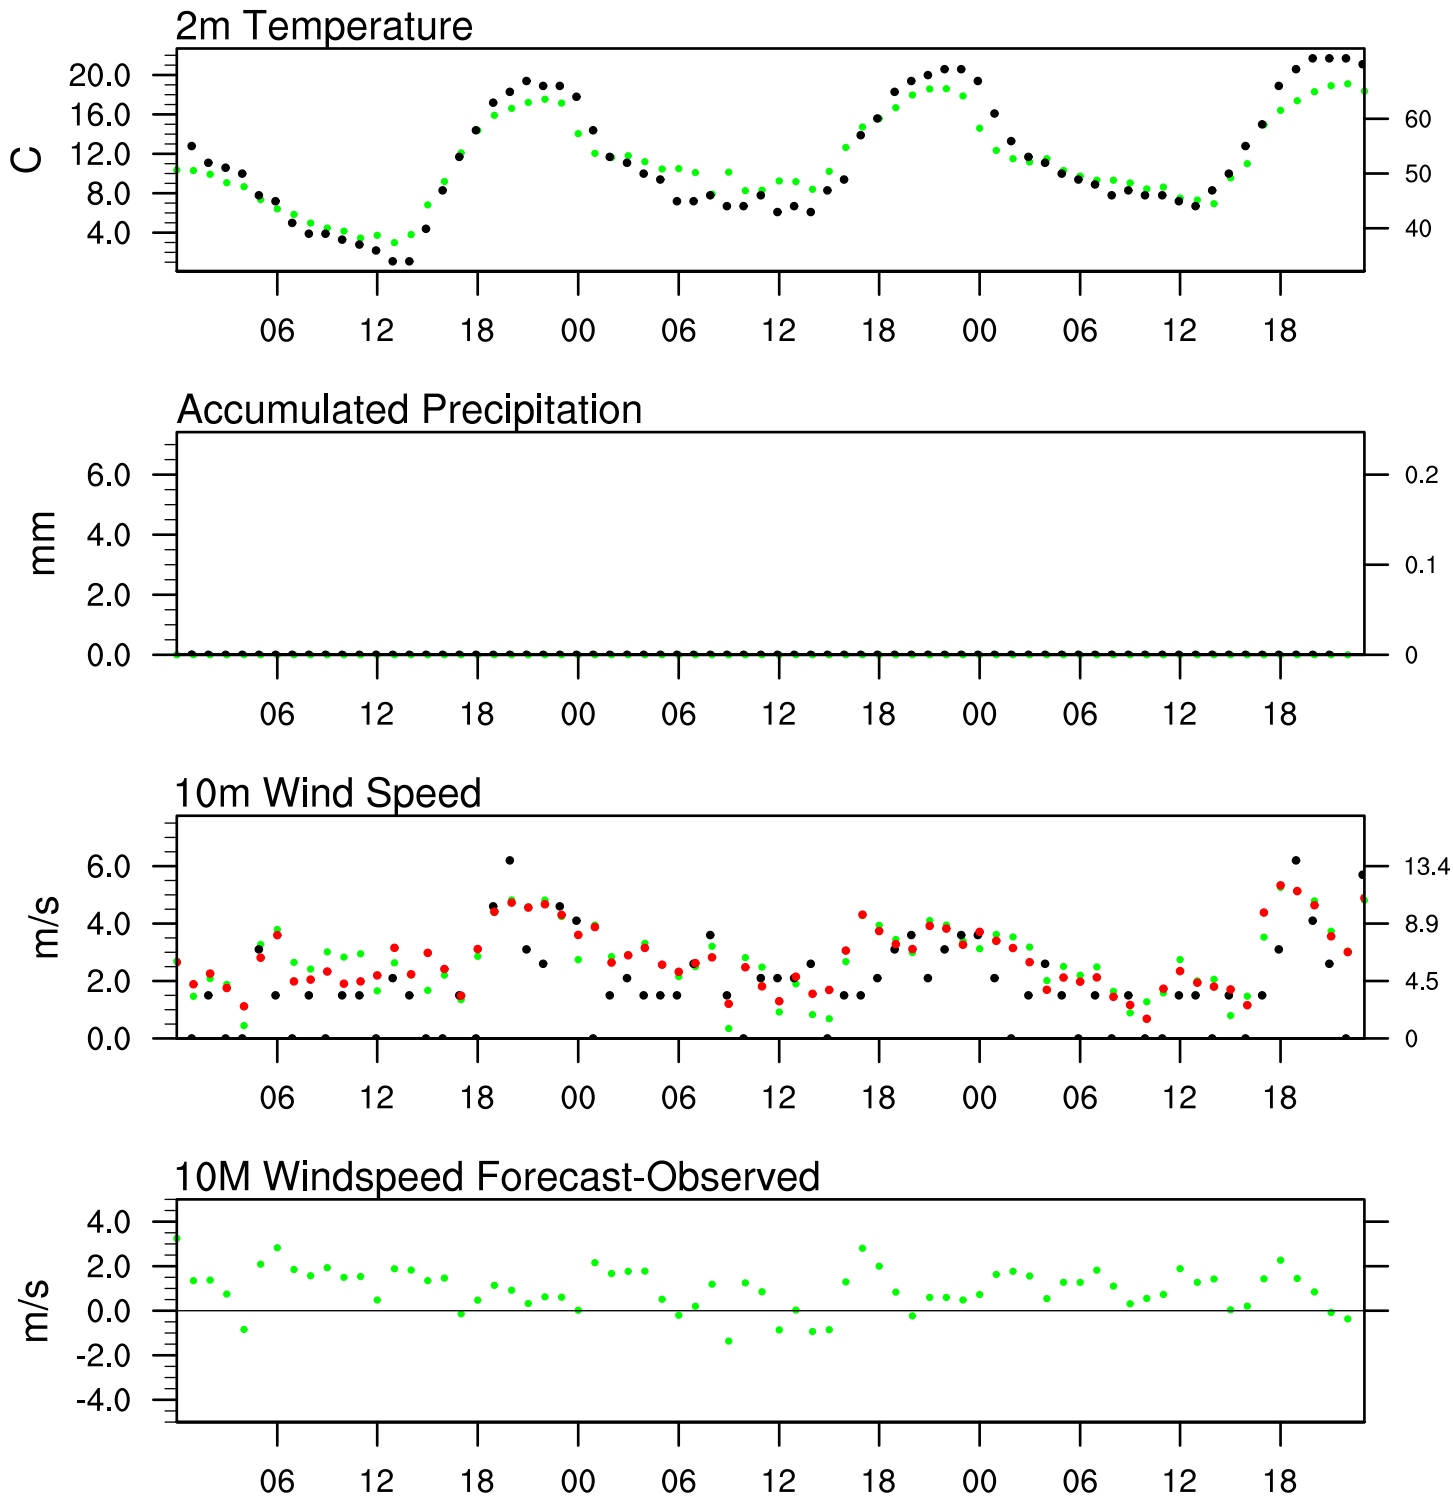 2m Temperature
20.0
16.0
12.0
8.0
4.0
C
60
50
40
06 12 18 00 06 12 18 00 06 12 18
Accumulated Precipitation
6.0
4.0
2.0
0.0
mm
0.2
0.1
0
06 12 18 00 06 12 18 00 06 12 18
10m Wind Speed
6.0
4.0
2.0
0.0
m/s
13.4
8.9
4.5
0
06 12 18 00 06 12 18 00 06 12 18
10M Windspeed Forecast-Observed
4.0
2.0
0.0
-2.0
-4.0
m/s
06 12 18 00 06 12 18 00 06 12 18